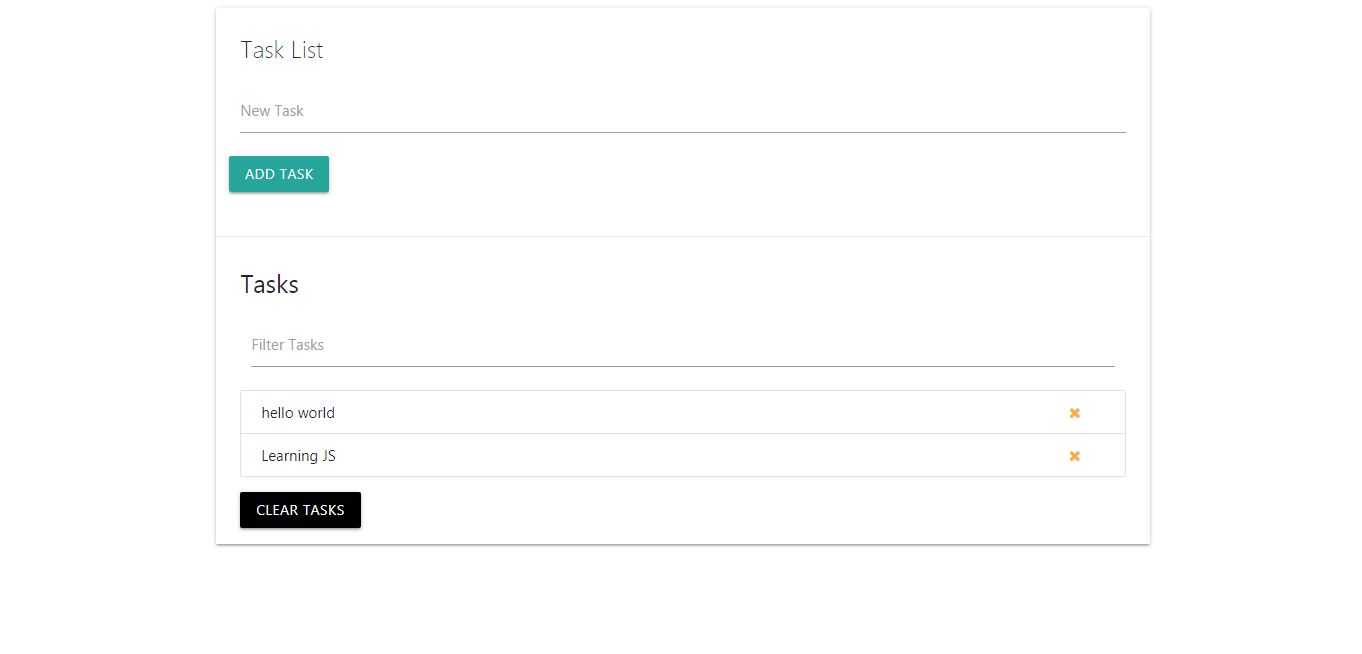 Task List
New Task
ADD TASK
Tasks
Filter Tasks
hello world
Learning JS
CLEAR TASKS